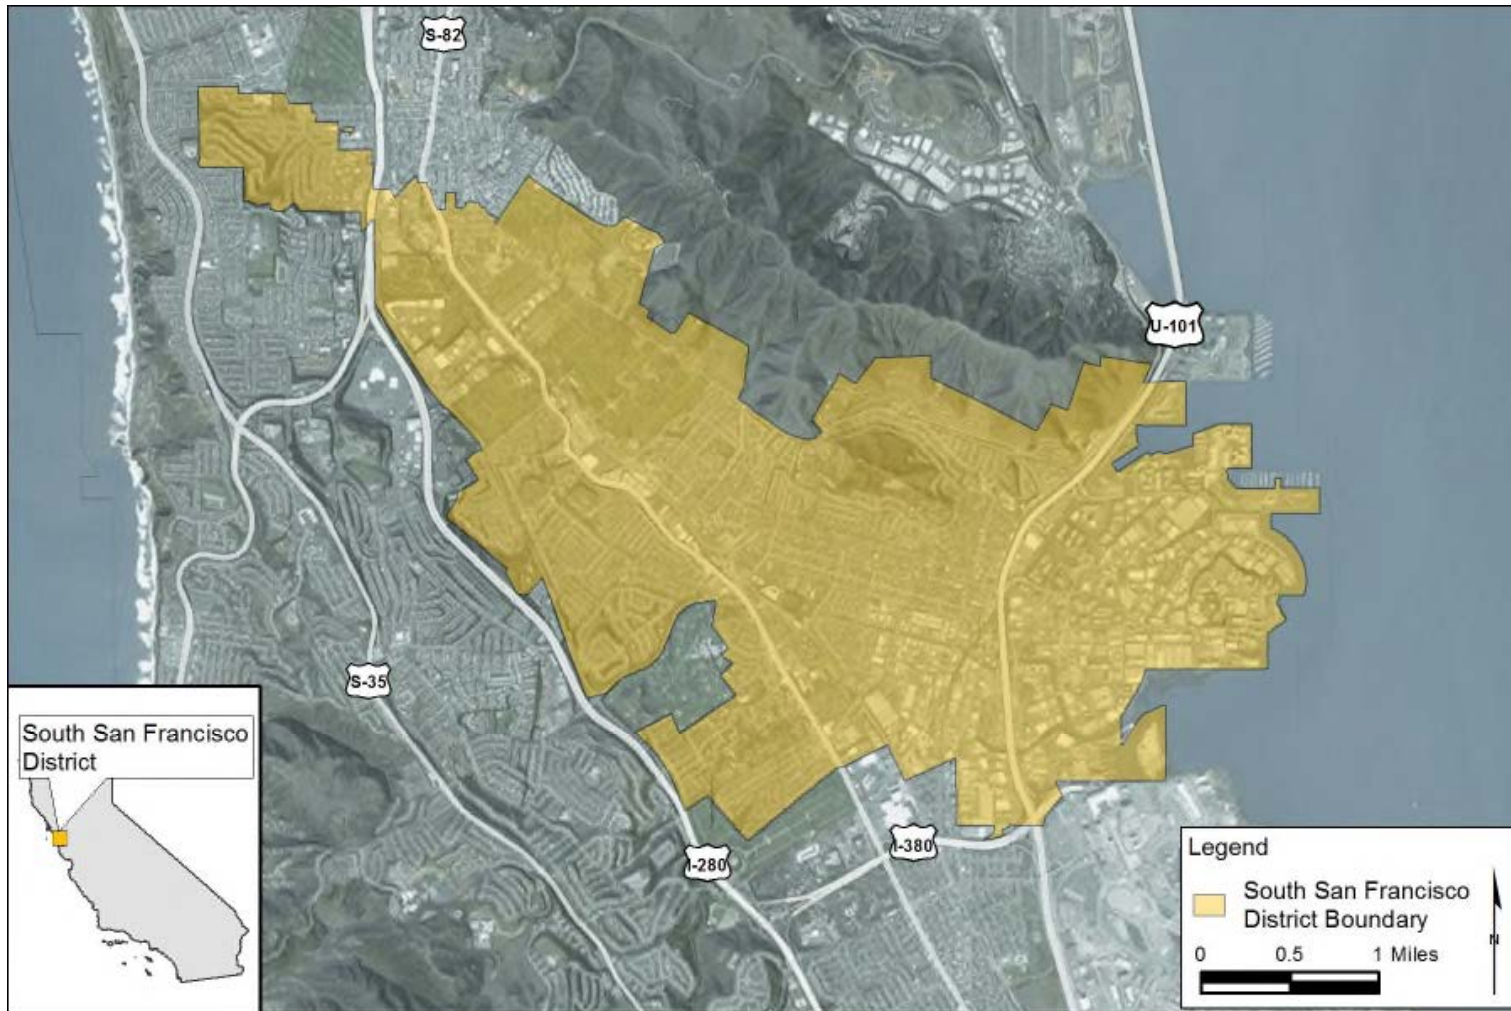 S-82
U-101
S-35
I-280
I-380
South San Francisco
District
Legend
South San Francisco
District Boundary
0 0.5 1 Miles
N